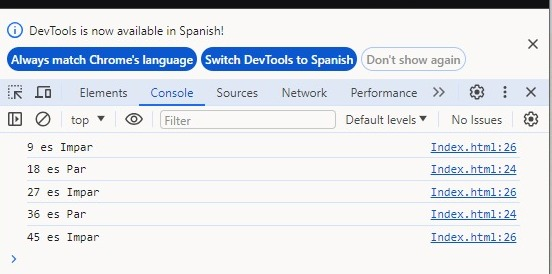 DevTools is now available in Spanish!
Always match Chrome's language Switch DevTools to Spanish Don't show again
Elements Console Sources Network Performance
top Filter Default levels No Issues
9 es Impar Index.html:26
18 es Par Index.html:24
27 es Impar Index.html:26
36 es Par Index.html:24
45 es Impar Index.html:26